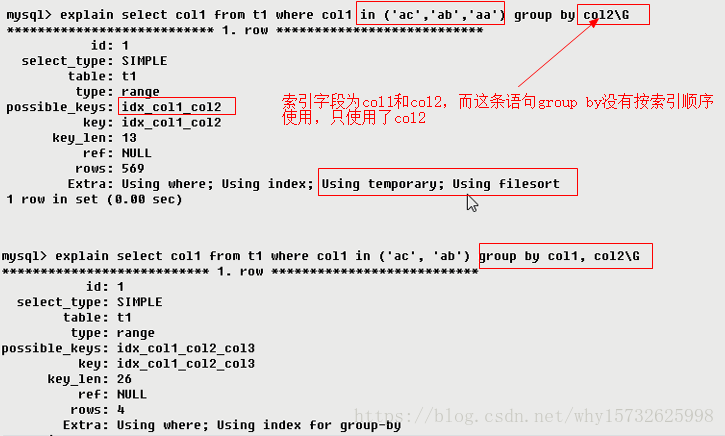 mysql> explain select col1 from t1 where col1 in ('ac','ab','aa') group by col2\G
*************************** 1. row ***************************
id: 1
select_type: SIMPLE
table: t1
type: range
possible_keys: idx_col1_col2
key: idx_col1_col2
key_len: 13
ref: NULL
rows: 569
Extra: Using where; Using index; Using temporary; Using filesort
1 row in set (0.00 sec)
索引字段为col1和col2，而这条语句group by没有按索引顺序
使用，只使用了col2
mysql> explain select col1 from t1 where col1 in ('ac', 'ab') group by col1, col2\G
*************************** 1. row ***************************
id: 1
select_type: SIMPLE
table: t1
type: range
possible_keys: idx_col1_col2_col3
key: idx_col1_col2_col3
key_len: 26
ref: NULL
rows: 4
Extra: Using where; Using index for group-by
https://blog.csdn.net/why15732625998